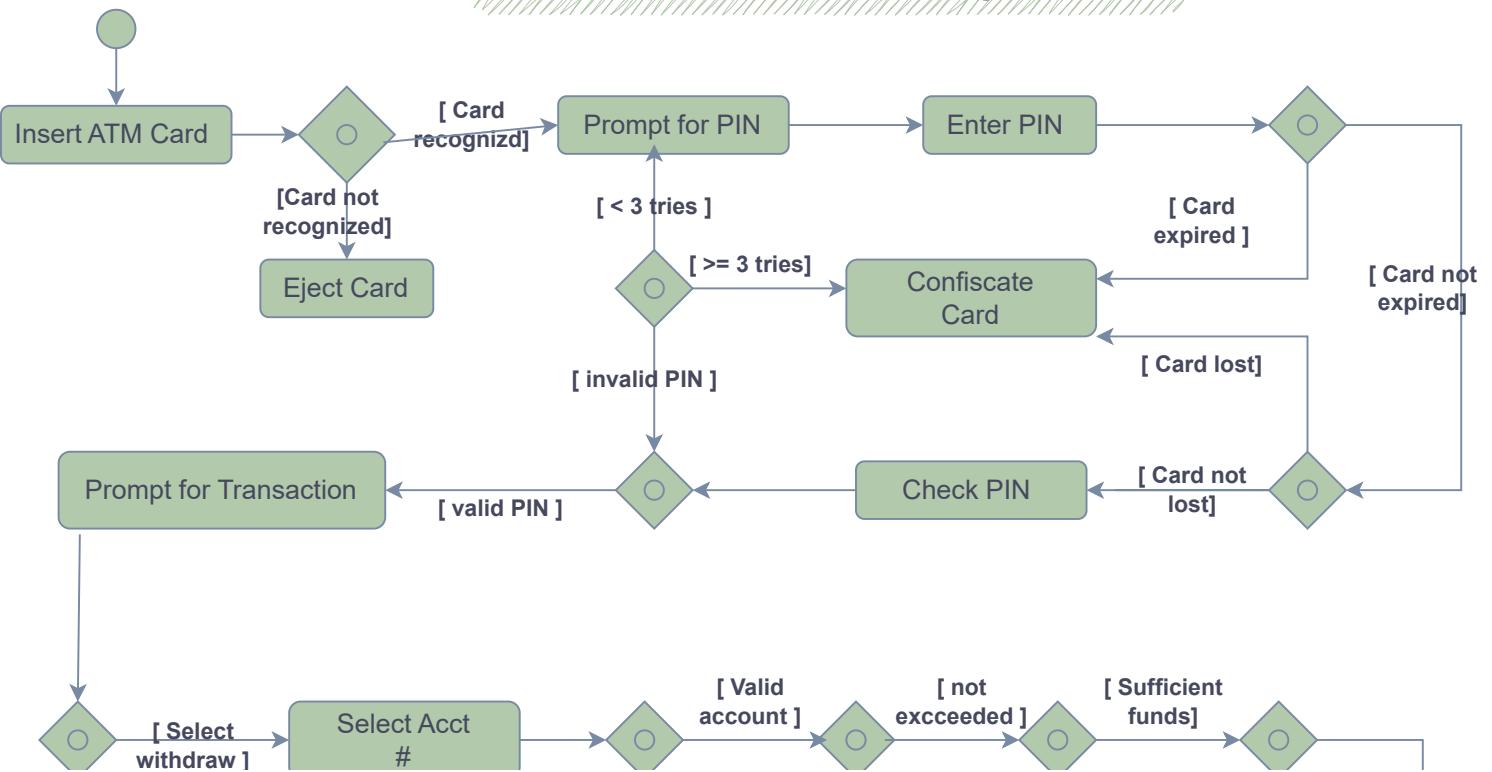 Insert ATM Card
[ Card
recognizd]
Prompt for PIN
Enter PIN
[Card not
recognized]
Eject Card
[ < 3 tries ]
[ >= 3 tries]
Confiscate
Card
[ Card
expired ]
[ Card not
expired]
[ Card lost]
[ invalid PIN ]
Prompt for Transaction
[ valid PIN ]
Check PIN
[ Card not
lost]
[ Select
withdraw ]
Select Acct
#
[ Valid
account ]
[ not
excceeded ]
[ Sufficient
funds]